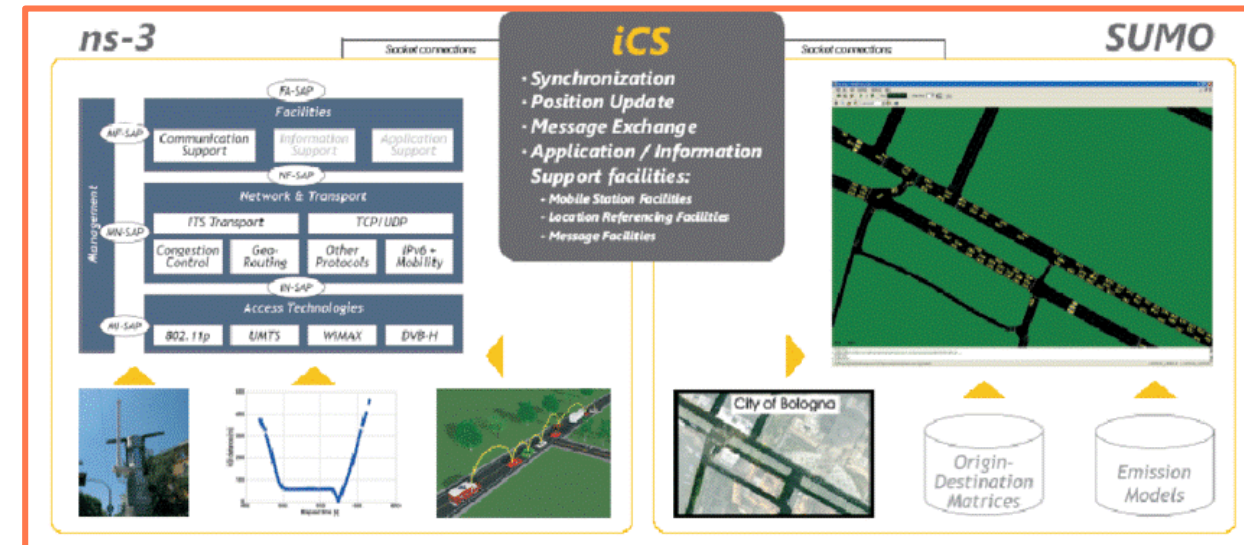 ns-3
Socket connections
iCS
Socket connections
SUMO
· Synchronization
· Position Update
· Message Exchange
· Application / Information
Support facilities:
- Mobile Station Facilities
- Location Referencing Facilities
- Message Facilities
FA-SAP
Facilities
MF-SAP
Communication
Support
Information
Support
Application
Support
NF-SAP
Management
Network & Transport
MN-SAP
ITS Transport
TCP/UDP
Congestion
Control
Geo-
Routing
Other
Protocols
IPv6 +
Mobility
IN-SAP
Access Technologies
MI-SAP
802.11p
UMTS
WiMAX
DVB-H
City of Bologna
Origin-
Destination
Matrices
Emission
Models